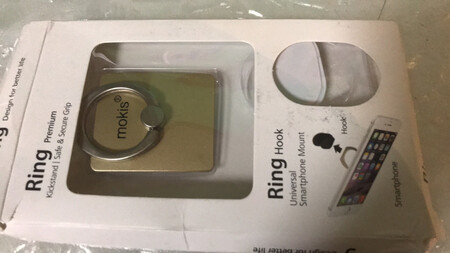 Ring
Design for better life
Ring
Premium
Kickstand | Safe & Secure Grip
mokis®
Ring Hook
Universal
Smartphone Mount
Hook
Smartphone
Design for better life